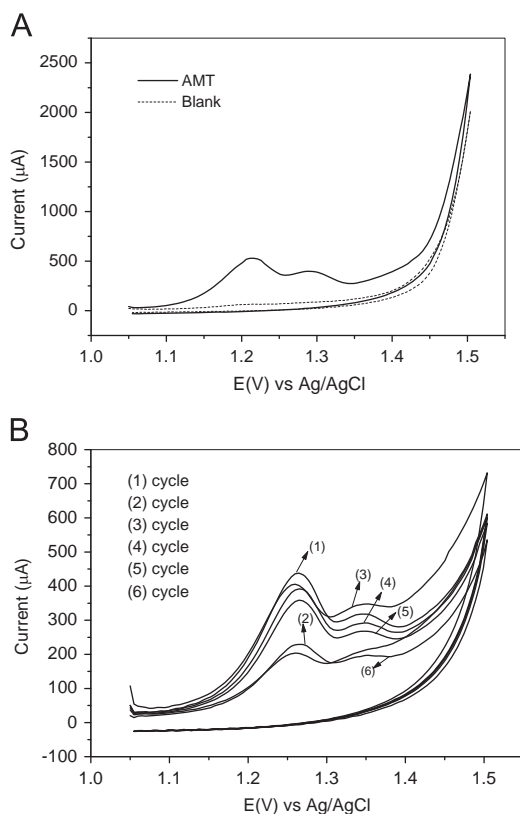 A
2500
2000
1500
1000
500
0
Current (µA)
AMT
Blank
1.0 1.1 1.2 1.3 1.4 1.5
E(V) vs Ag/AgCl
B
800
700
600
500
400
300
200
100
0
-100
Current (µA)
(1) cycle
(2) cycle
(3) cycle
(4) cycle
(5) cycle
(6) cycle
(1)
(3)
(4)
(5)
(2)
(6)
1.0 1.1 1.2 1.3 1.4 1.5
E(V) vs Ag/AgCl